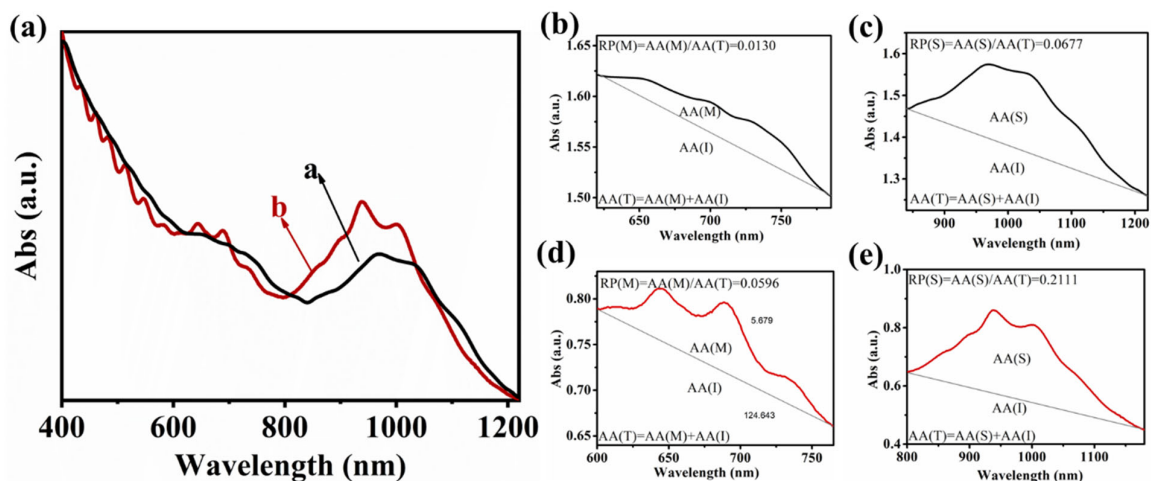 (a)
Abs (a.u.)
a
b
400 600 800 1000 1200
Wavelength (nm)
(b)
RP(M)=AA(M)/AA(T)=0.0130
AA(M)
AA(I)
AA(T)=AA(M)+AA(I)
1.65
1.60
1.55
1.50
Abs (a.u.)
650 700 750
Wavelength (nm)
(c)
RP(S)=AA(S)/AA(T)=0.0677
AA(S)
AA(I)
AA(T)=AA(S)+AA(I)
1.6
1.5
1.4
1.3
Abs (a.u.)
900 1000 1100 1200
Wavelength (nm)
(d)
RP(M)=AA(M)/AA(T)=0.0596
5.679
AA(M)
AA(I)
124.643
AA(T)=AA(M)+AA(I)
0.80
0.75
0.70
0.65
Abs (a.u.)
600 650 700 750
Wavelength (nm)
(e)
RP(S)=AA(S)/AA(T)=0.2111
AA(S)
AA(I)
AA(T)=AA(S)+AA(I)
1.0
0.8
0.6
0.4
Abs (a.u.)
800 900 1000 1100
Wavelength (nm)